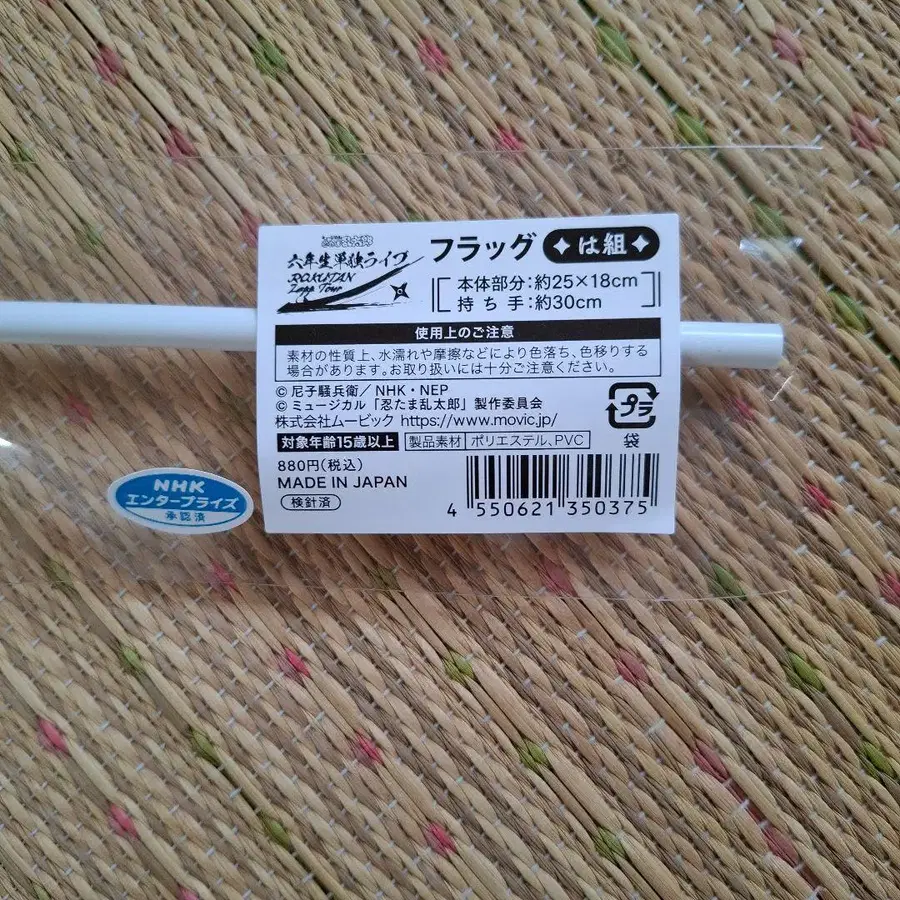 忍たま乱太郎
六年生単独ライブ
ROKUTAN
Zepp Tour
フラッグ は組
本体部分:約25×18cm
持ち手:約30cm
使用上のご注意
素材の性質上、水濡れや摩擦などにより色落ち、色移りする
場合があります。お取り扱いには十分ご注意ください。
© 尼子騒兵衛/ NHK・NEP
© ミュージカル「忍たま乱太郎」製作委員会
株式会社ムービック https://www.movic.jp/
プラ
袋
対象年齢15歳以上 製品素材 ポリエステル、PVC
880円(税込)
MADE IN JAPAN
検針済
4 550621 350375
NHK
エンタープライズ
承認済